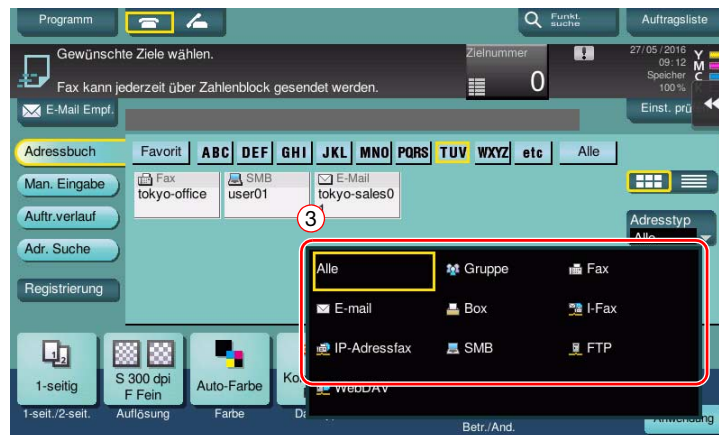 Programm
Funkt.
suche
Auftragsliste
Gewünschte Ziele wählen.
Fax kann jederzeit über Zahlenblock gesendet werden.
Zielnummer
0
27/05/2016
09:12
Speicher
100 %
Y
M
C
K
E-Mail Empf.
Einst. prü
Adressbuch
Favorit ABC DEF GHI JKL MNO PQRS TUV WXYZ etc Alle
Man. Eingabe
Auftr.verlauf
Adr. Suche
Registrierung
Fax
tokyo-office
SMB
user01
E-Mail
tokyo-sales0
Adresstyp
Alle
3
Alle Gruppe Fax
E-mail Box I-Fax
IP-Adressfax SMB FTP
WebDAV
1-seitig
S 300 dpi
F Fein
Auto-Farbe
1-seit./2-seit. Auflösung Farbe
Betr./And.
Anwendung